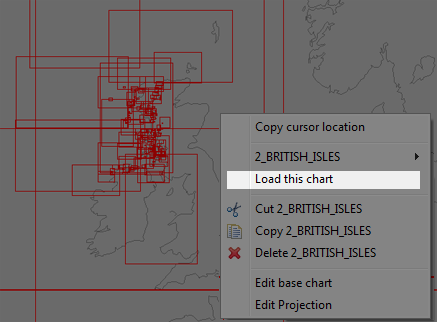 Copy cursor location
2_BRITISH_ISLES
Load this chart
Cut 2_BRITISH_ISLES
Copy 2_BRITISH_ISLES
Delete 2_BRITISH_ISLES
Edit base chart
Edit Projection